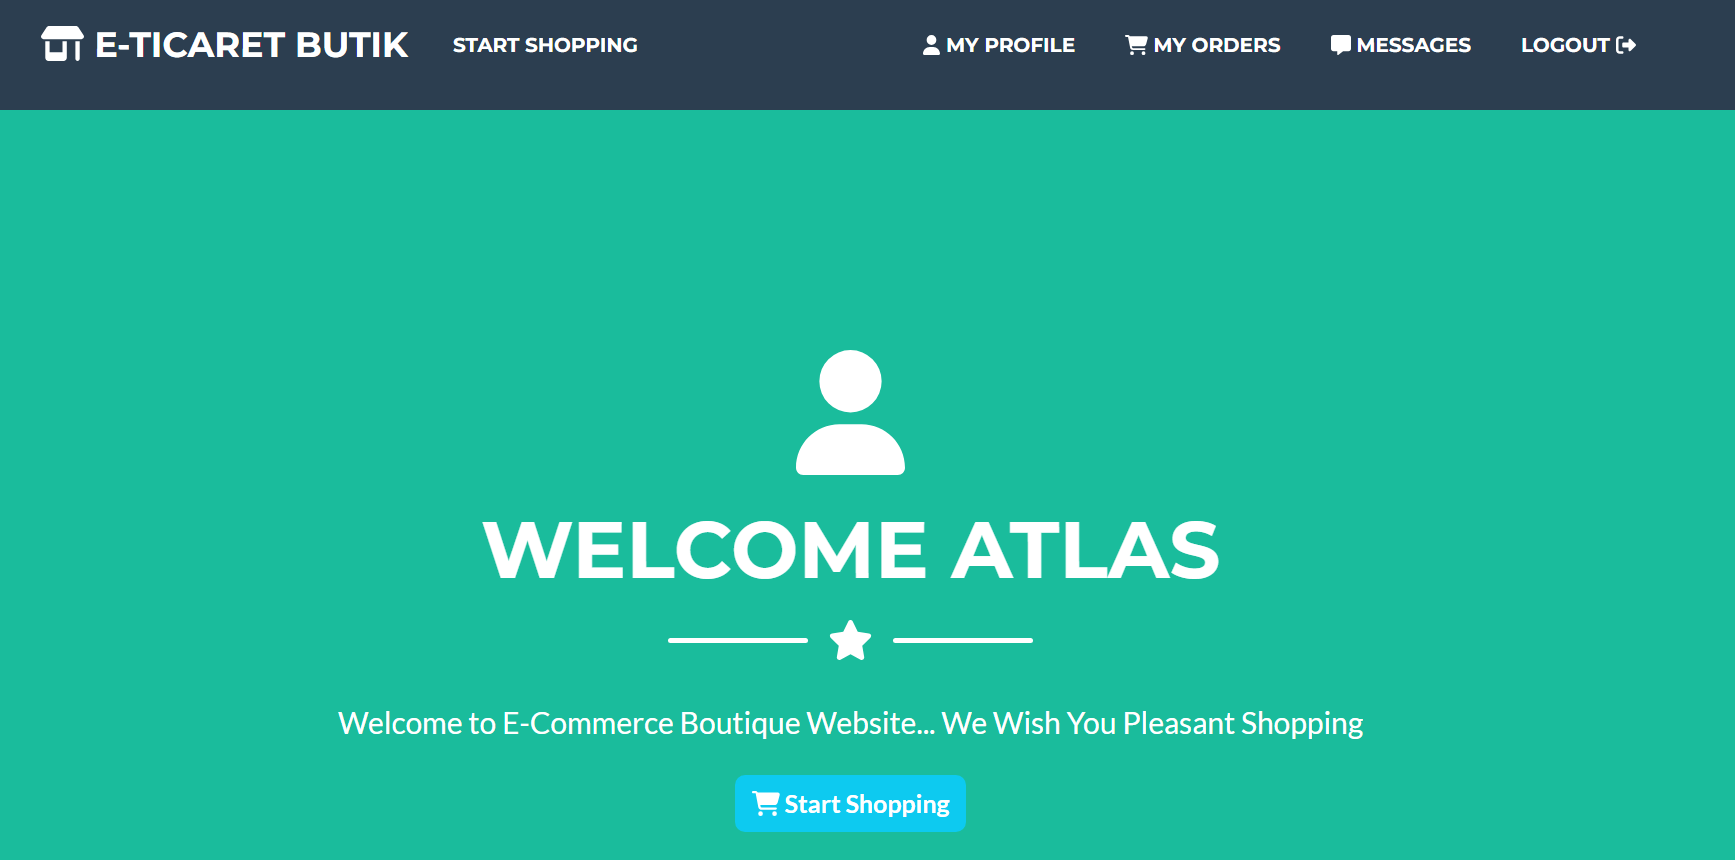 E-TICARET BUTIK START SHOPPING MY PROFILE MY ORDERS MESSAGES LOGOUT
WELCOME ATLAS
Welcome to E-Commerce Boutique Website... We Wish You Pleasant Shopping
Start Shopping